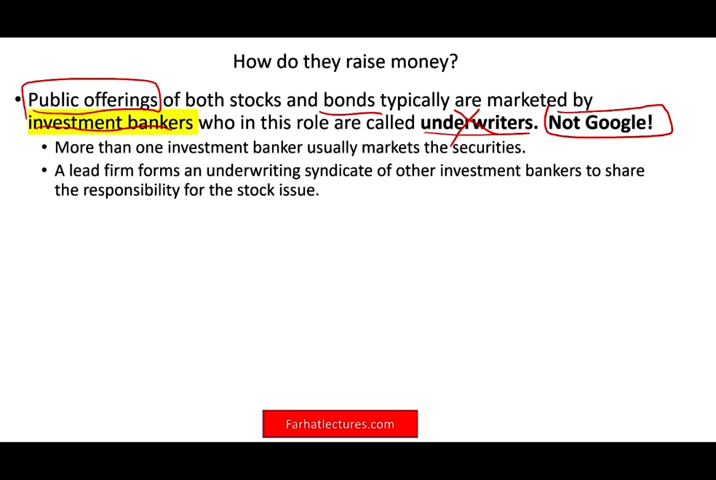 How do they raise money?
• Public offerings of both stocks and bonds typically are marketed by
investment bankers who in this role are called underwriters. Not Google!
• More than one investment banker usually markets the securities.
• A lead firm forms an underwriting syndicate of other investment bankers to share
the responsibility for the stock issue.
Farhatlectures.com